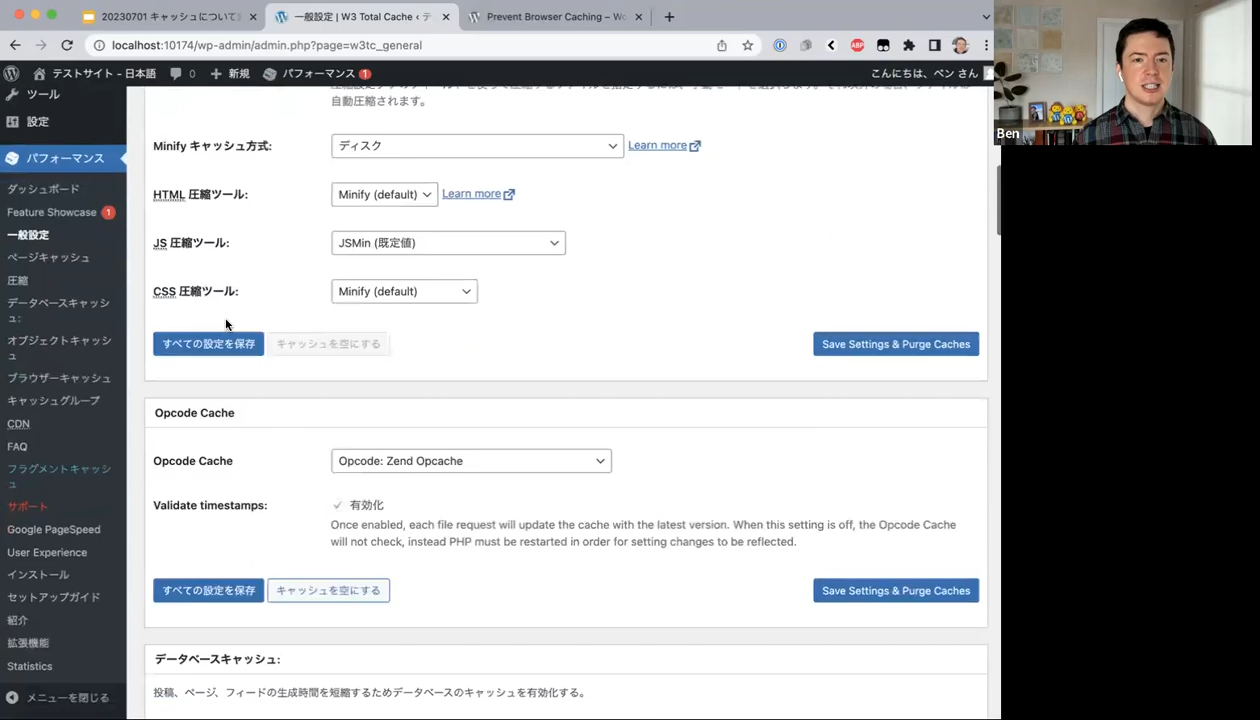 20230701 キャッシュについて
一般設定 | W3 Total Cache ‹ テ
Prevent Browser Caching – Wo
localhost:10174/wp-admin/admin.php?page=w3tc_general
テストサイト - 日本語
0
新規
パフォーマンス 1
こんにちは、ベン さん
Ben
ツール
設定
パフォーマンス
ダッシュボード
Feature Showcase 1
一般設定
ページキャッシュ
圧縮
データベースキャッシ
ュ:
オブジェクトキャッシ
ュ
ブラウザーキャッシュ
キャッシュグループ
CDN
FAQ
フラグメントキャッシ
ュ
サポート
Google PageSpeed
User Experience
インストール
セットアップガイド
紹介
拡張機能
Statistics
メニューを閉じる
自動圧縮されます。
Minify キャッシュ方式:
ディスク
Learn more
HTML 圧縮ツール:
Minify (default)
Learn more
JS 圧縮ツール:
JSMin (既定値)
CSS 圧縮ツール:
Minify (default)
すべての設定を保存
キャッシュを空にする
Save Settings & Purge Caches
Opcode Cache
Opcode Cache
Opcode: Zend Opcache
Validate timestamps:
有効化
Once enabled, each file request will update the cache with the latest version. When this setting is off, the Opcode Cache
will not check, instead PHP must be restarted in order for setting changes to be reflected.
すべての設定を保存
キャッシュを空にする
Save Settings & Purge Caches
データベースキャッシュ:
投稿、ページ、フィードの生成時間を短縮するためデータベースのキャッシュを有効化する。